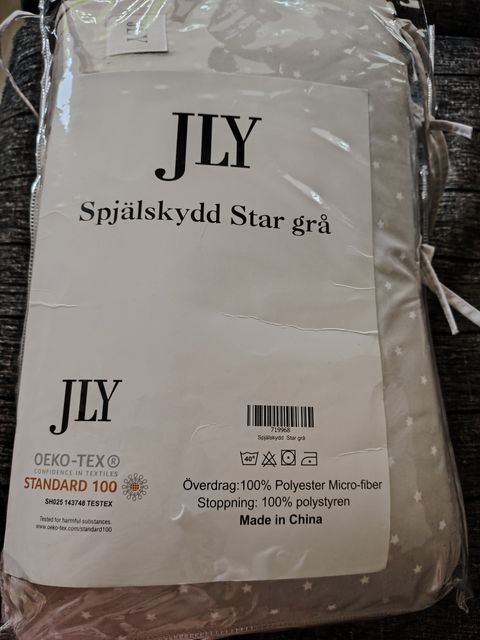 JLY
Spjälskydd Star grå
JLY
OEKO-TEX®
CONFIDENCE IN TEXTILES
STANDARD 100
SH025 143748 TESTEX
Tested for harmful substances.
www.oeko-tex.com/standard100
719968
Spjälskydd Star grå
40°
Överdrag:100% Polyester Micro-fiber
Stoppning: 100% polystyren
Made in China